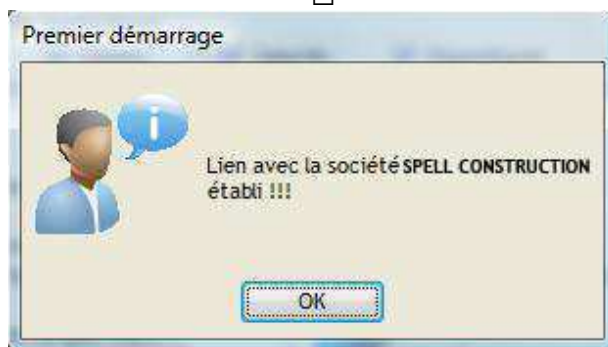 Premier démarrage
Lien avec la société SPELL CONSTRUCTION
établi !!!
OK